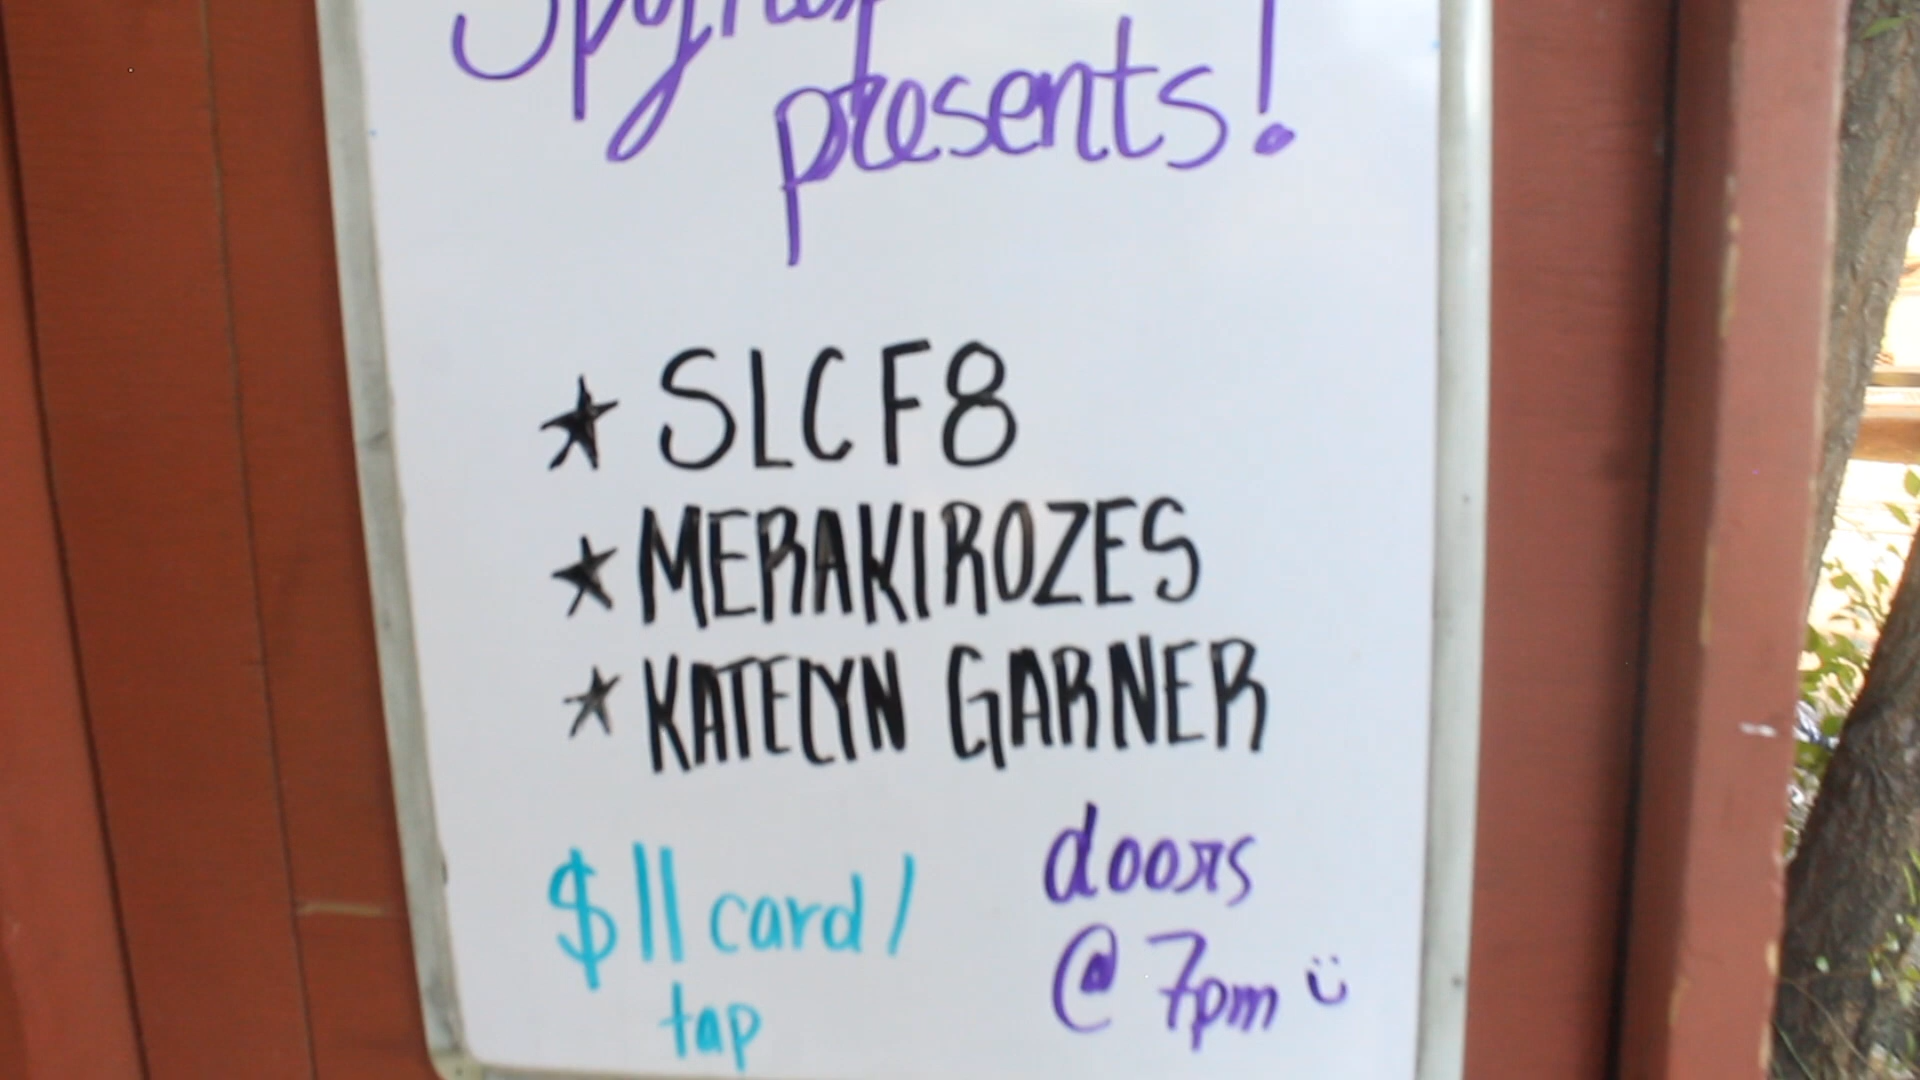 presents!
★ SLCF8
★ MERAKIROZES
★ KATELYN GARNER
$11 card/
tap
doors
@ 7pm